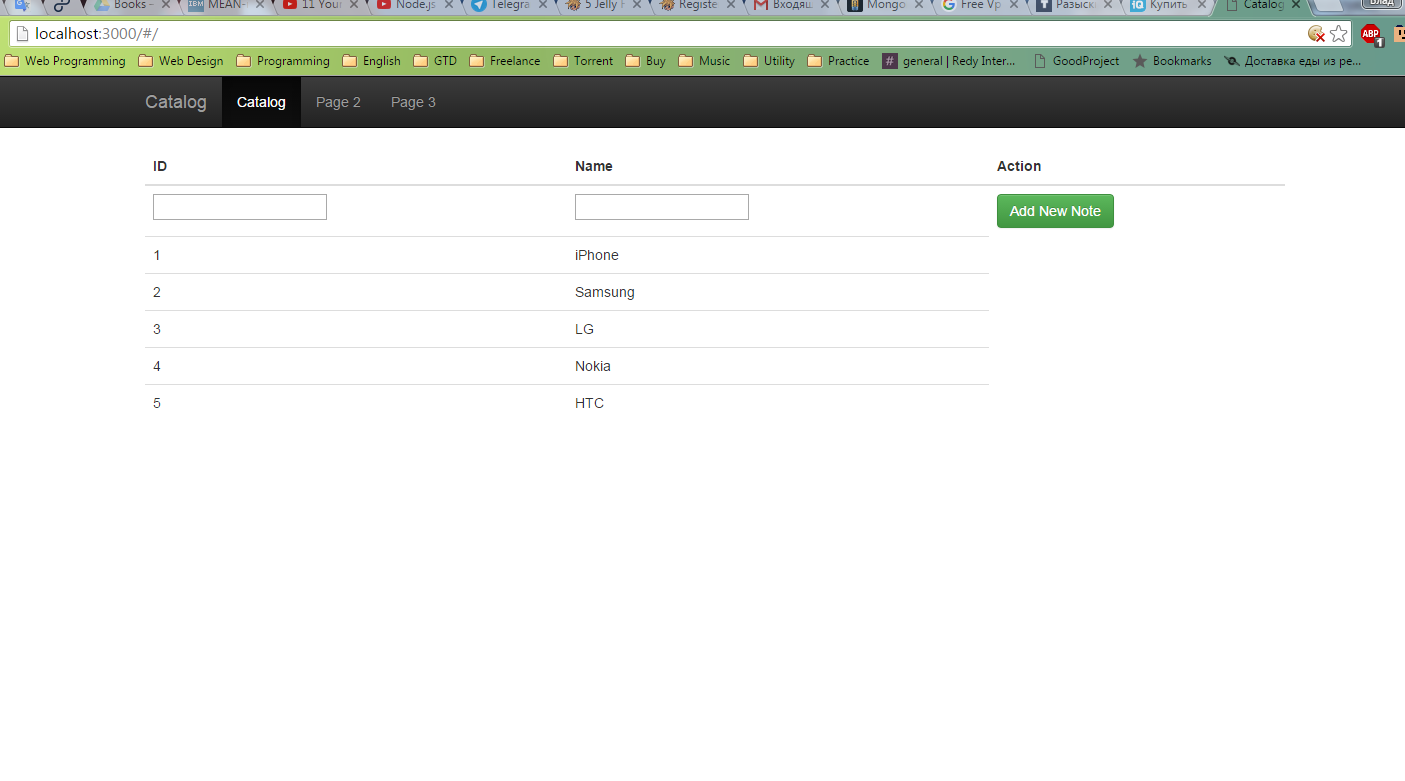 Books - MEAN- 11 Your Node.js Telegra 5 Jelly Registe Входящ Mongo Free Vp Разыск Купить Catalog Влад
localhost:3000/#/ ABP 1
Web Programming Web Design Programming English GTD Freelance Torrent Buy Music Utility Practice # general | Redy Inter... GoodProject Bookmarks Доставка еды из ре...
Catalog Catalog Page 2 Page 3
ID Name Action
Add New Note
1 iPhone
2 Samsung
3 LG
4 Nokia
5 HTC